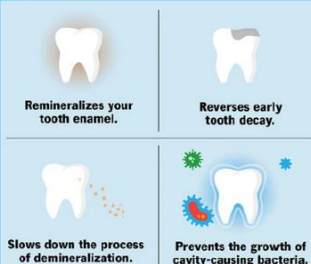 Remineralizes your
tooth enamel.
Reverses early
tooth decay.
Slows down the process
of demineralization.
Prevents the growth of
cavity-causing bacteria.